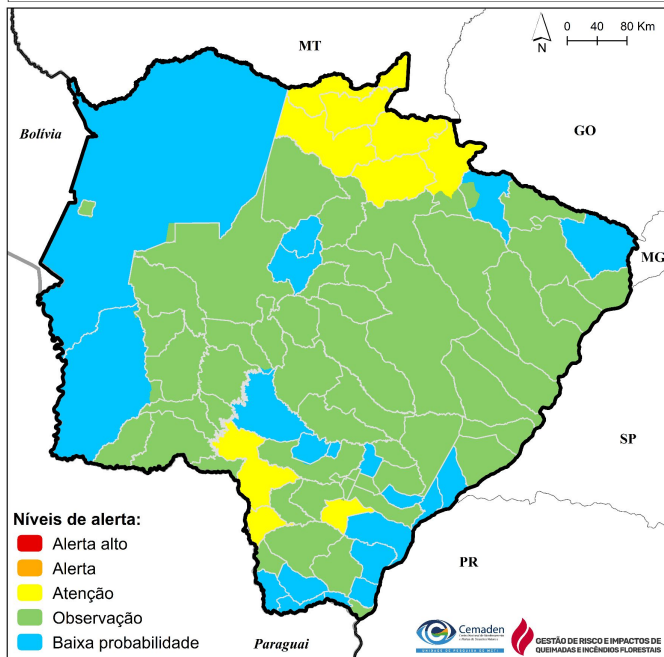 0 40 80 Km
N
MT
Bolívia
GO
MG
SP
PR
Paraguai
Níveis de alerta:
Alerta alto
Alerta
Atenção
Observação
Baixa probabilidade
Cemaden
GESTÃO DE RISCO E IMPACTOS DE
QUEIMADAS E INCÊNDIOS FLORESTAIS